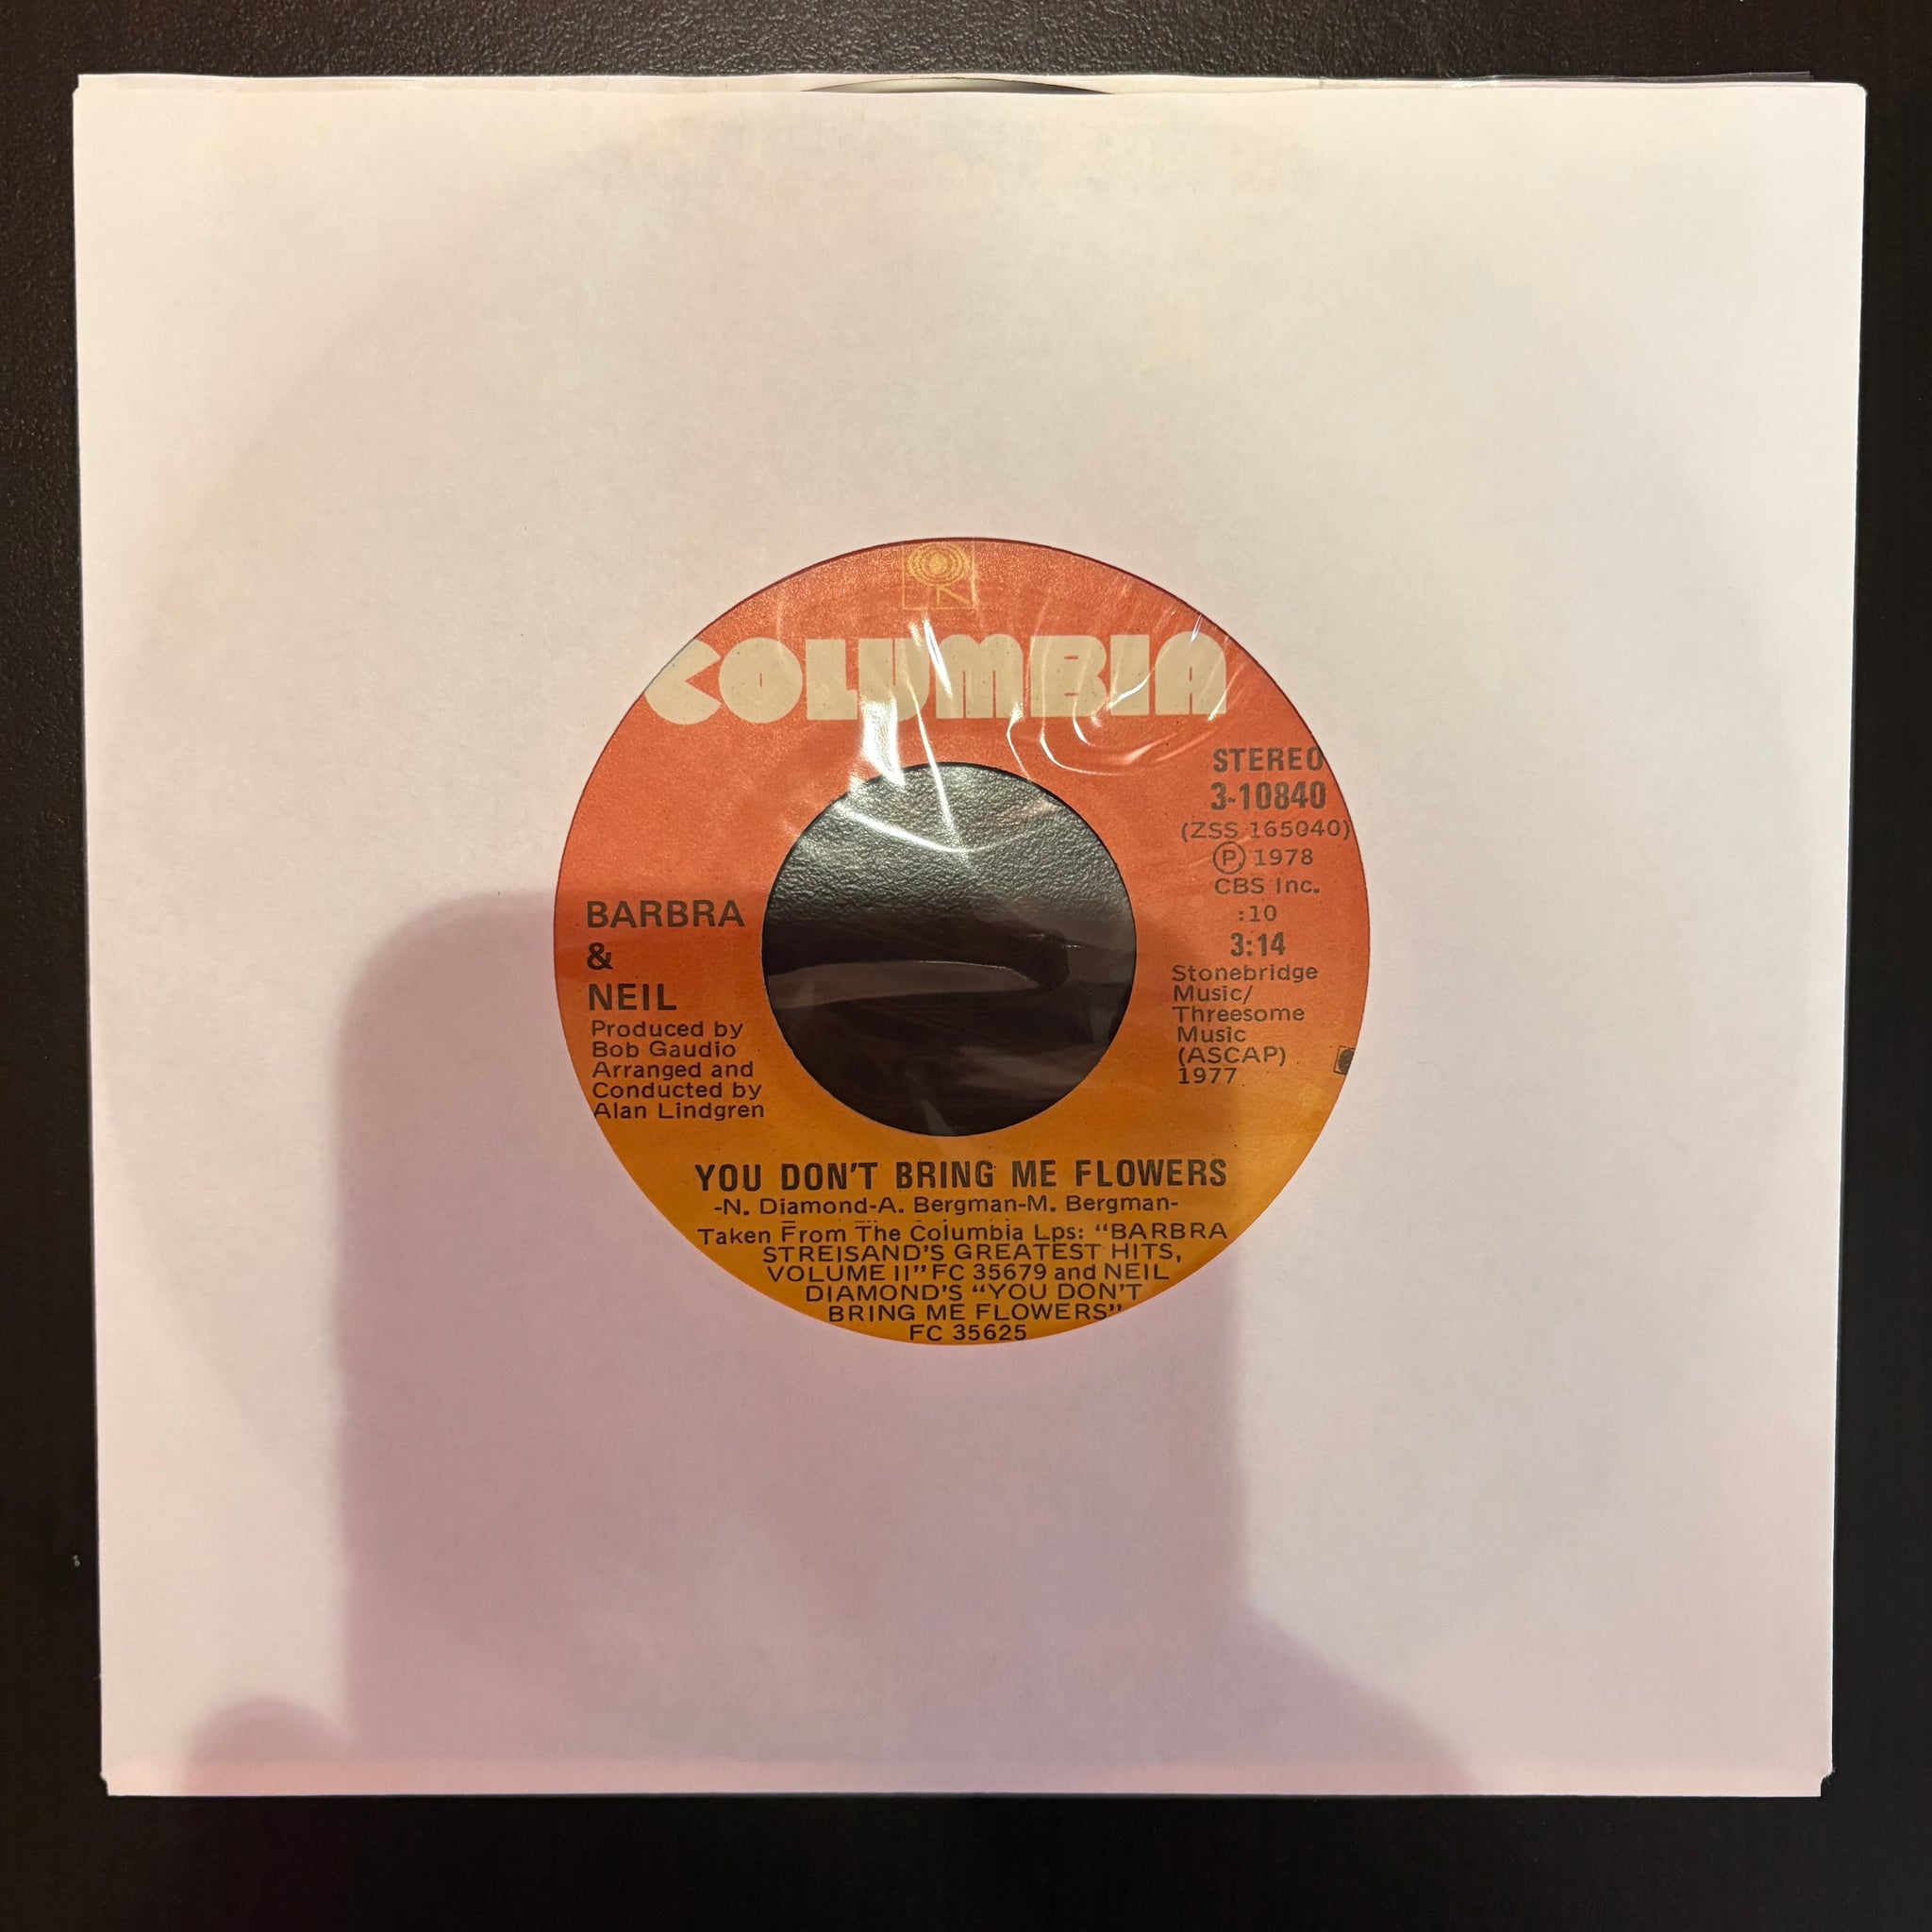 COLUMBIA
STEREO
3-10840
(ZSS 165040)
Ⓟ 1978
CBS Inc.
:10
3:14
Stonebridge
Music/
Threesome
Music
(ASCAP)
1977
BARBRA
&
NEIL
Produced by
Bob Gaudio
Arranged and
Conducted by
Alan Lindgren
YOU DON'T BRING ME FLOWERS
-N. Diamond-A. Bergman-M. Bergman-
Taken From The Columbia Lps: "BARBRA
STREISAND'S GREATEST HITS,
VOLUME II" FC 35679 and NEIL
DIAMOND'S "YOU DON'T
BRING ME FLOWERS"
FC 35625